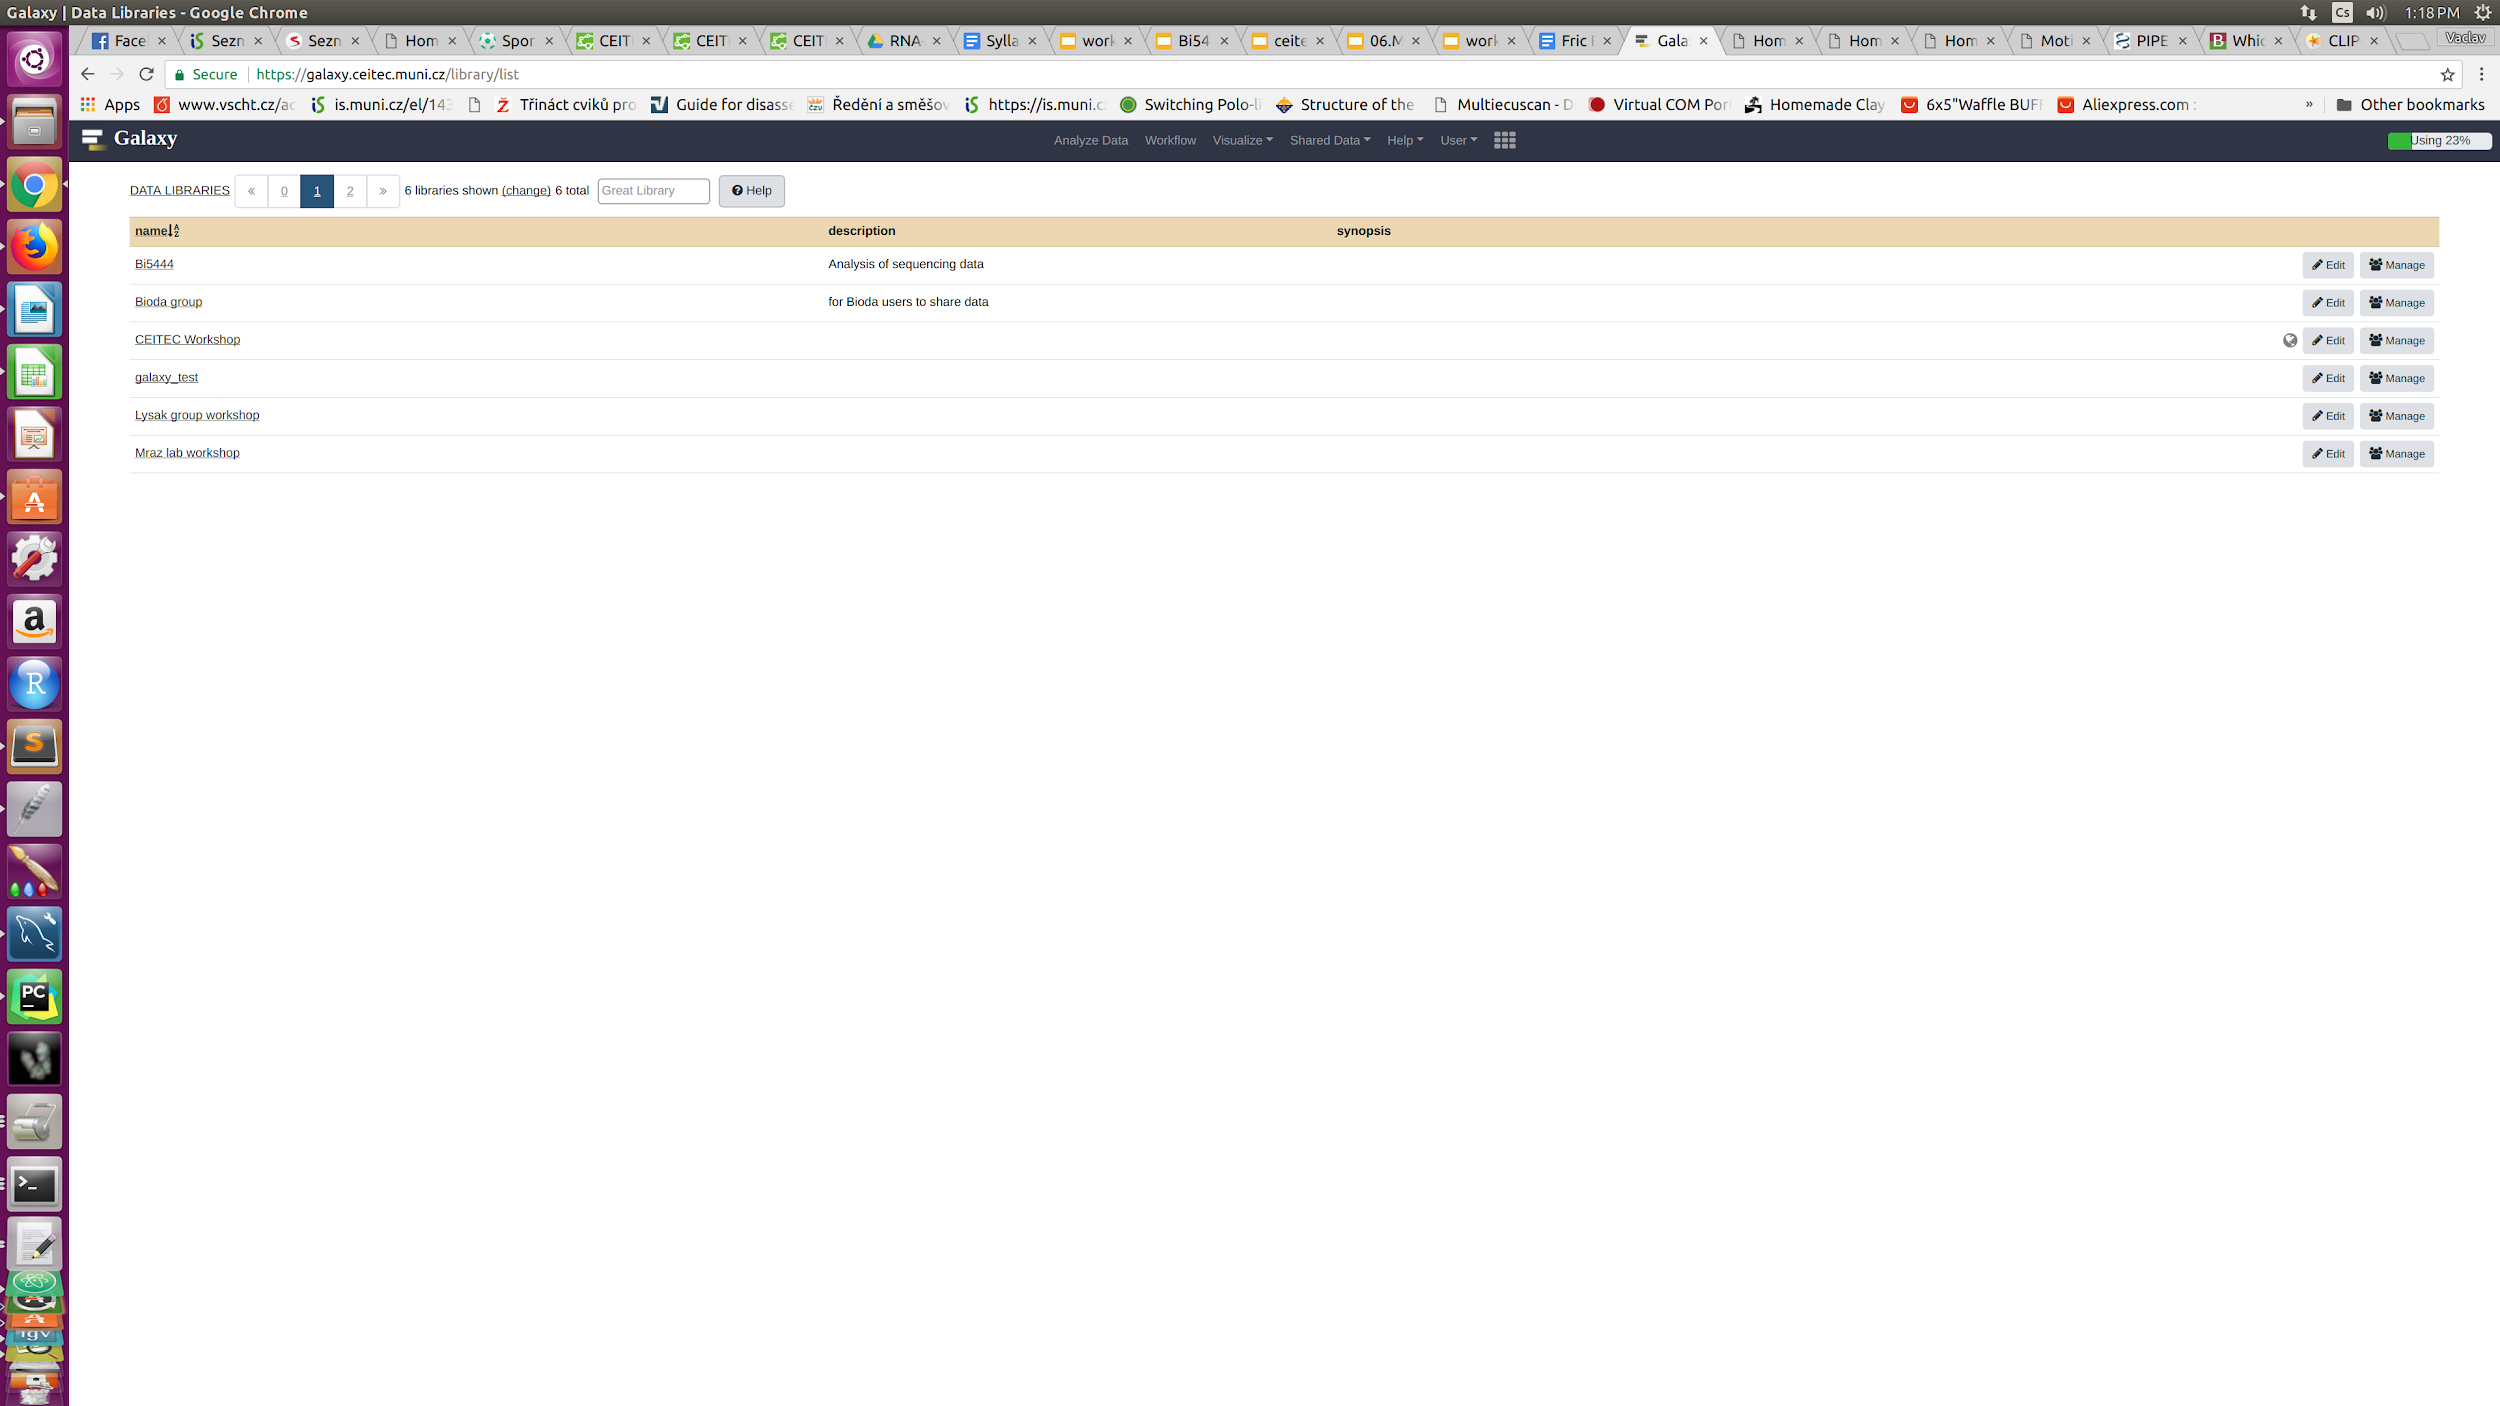 Galaxy | Data Libraries - Google Chrome
Cs
1:18 PM
Face
Sezn
Sezn
Hom
Spor
CEIT
CEIT
CEIT
RNA
Sylla
work
Bi54
ceite
06.M
work
Fric
Gala
Hom
Hom
Hom
Moti
PIPE
Whic
CLIP
Vaclav
Secure
https://galaxy.ceitec.muni.cz/library/list
Apps
www.vscht.cz/ac
is.muni.cz/el/143
Třináct cviků pro
Guide for disasse
Ředění a směšov
https://is.muni.c
Switching Polo-li
Structure of the
Multiecuscan - D
Virtual COM Port
Homemade Clay
6x5"Waffle BUFF
Aliexpress.com :
»
Other bookmarks
Galaxy
Analyze Data
Workflow
Visualize
Shared Data
Help
User
Using 23%
DATA LIBRARIES
«
0
1
2
»
6 libraries shown (change) 6 total
Great Library
Help
name
description
synopsis
Bi5444
Analysis of sequencing data
Edit
Manage
Bioda group
for Bioda users to share data
Edit
Manage
CEITEC Workshop
Edit
Manage
galaxy_test
Edit
Manage
Lysak group workshop
Edit
Manage
Mraz lab workshop
Edit
Manage
a
R
S
PC
>_
igv